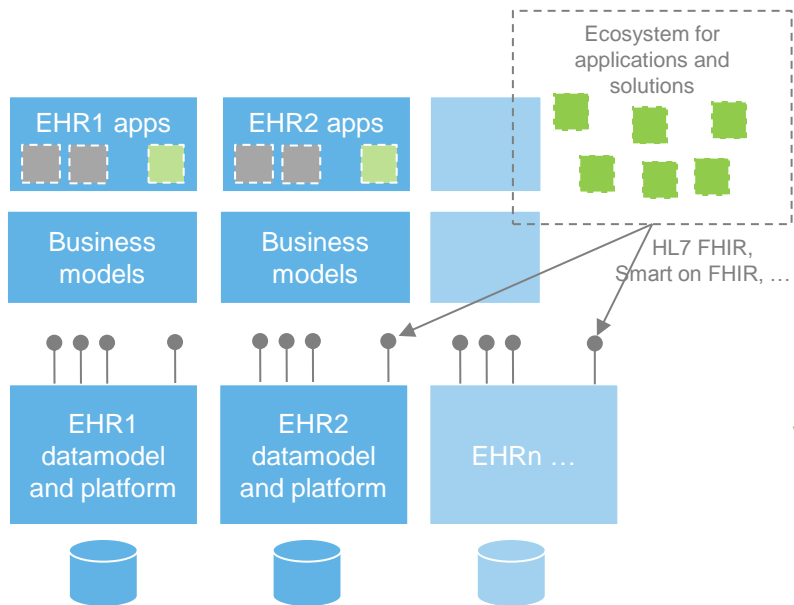 Ecosystem for
applications and
solutions
EHR1 apps
EHR2 apps
Business
models
Business
models
HL7 FHIR,
Smart on FHIR, …
EHR1
datamodel
and platform
EHR2
datamodel
and platform
EHRn …